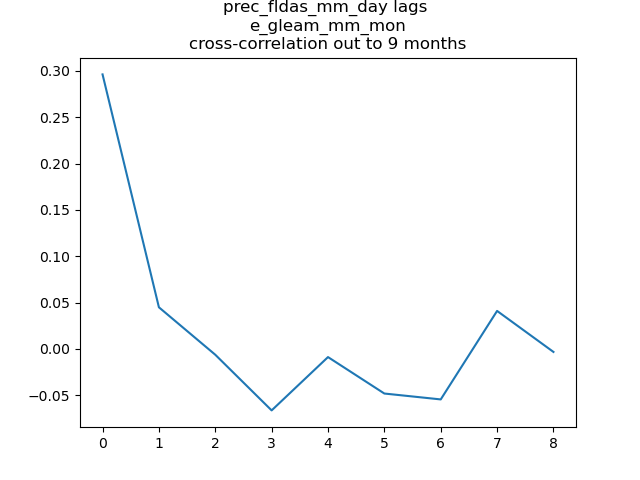 prec_fldas_mm_day lags
e_gleam_mm_mon
cross-correlation out to 9 months
0.30
0.25
0.20
0.15
0.10
0.05
0.00
−0.05
0 1 2 3 4 5 6 7 8